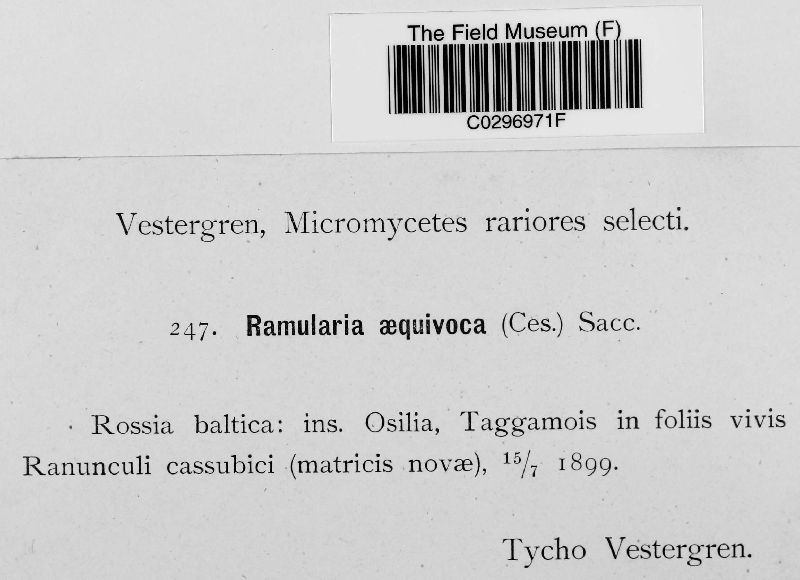 The Field Museum (F)
C0296971F
Vestergren, Micromycetes rariores selecti.
247. Ramularia æquivoca (Ces.) Sacc.
Rossia baltica: ins. Osilia, Taggamois in foliis vivis
Ranunculi cassubici (matricis novæ), 15/7 1899.
Tycho Vestergren.